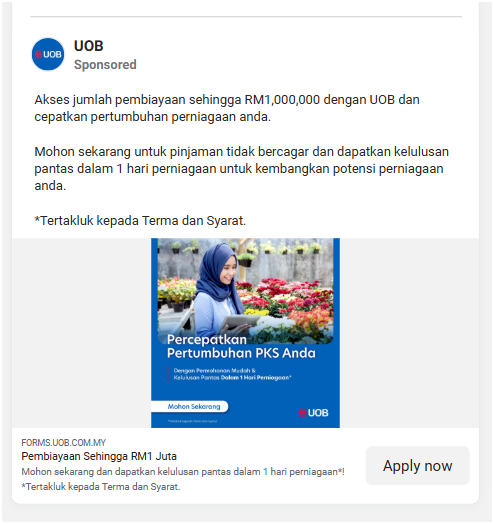 UOB
UOB
Sponsored
Akses jumlah pembiayaan sehingga RM1,000,000 dengan UOB dan
cepatkan pertumbuhan perniagaan anda.
Mohon sekarang untuk pinjaman tidak bercagar dan dapatkan kelulusan
pantas dalam 1 hari perniagaan untuk kembangkan potensi perniagaan
anda.
*Tertakluk kepada Terma dan Syarat.
Percepatkan
Pertumbuhan PKS Anda
Dengan Permohonan Mudah &
Kelulusan Pantas Dalam 1 Hari Perniagaan*
Mohon Sekarang
UOB
FORMS.UOB.COM.MY
Pembiayaan Sehingga RM1 Juta
Mohon sekarang dan dapatkan kelulusan pantas dalam 1 hari perniagaan*!
*Tertakluk kepada Terma dan Syarat.
Apply now